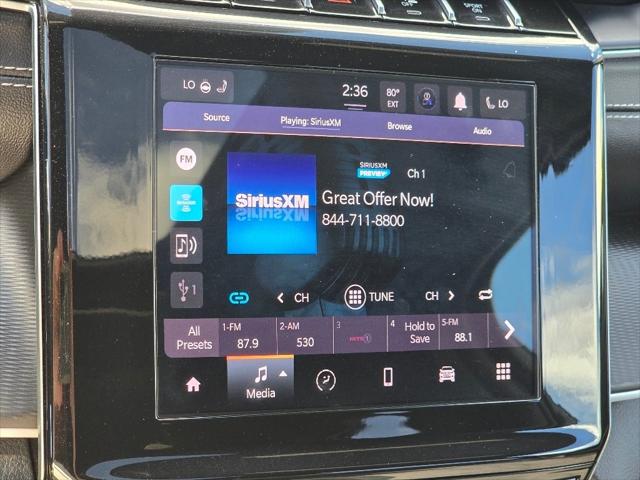 SPORT
ON
LO
2:36
80°
EXT
LO
Source
Playing: SiriusXM
Browse
Audio
FM
SIRIUSXM
PREVIEW
Ch 1
SiriusXM
Great Offer Now!
844-711-8800
1
CH
TUNE
CH
All
Presets
1-FM
87.9
2-AM
530
3
4
Hold to
Save
5-FM
88.1
Media